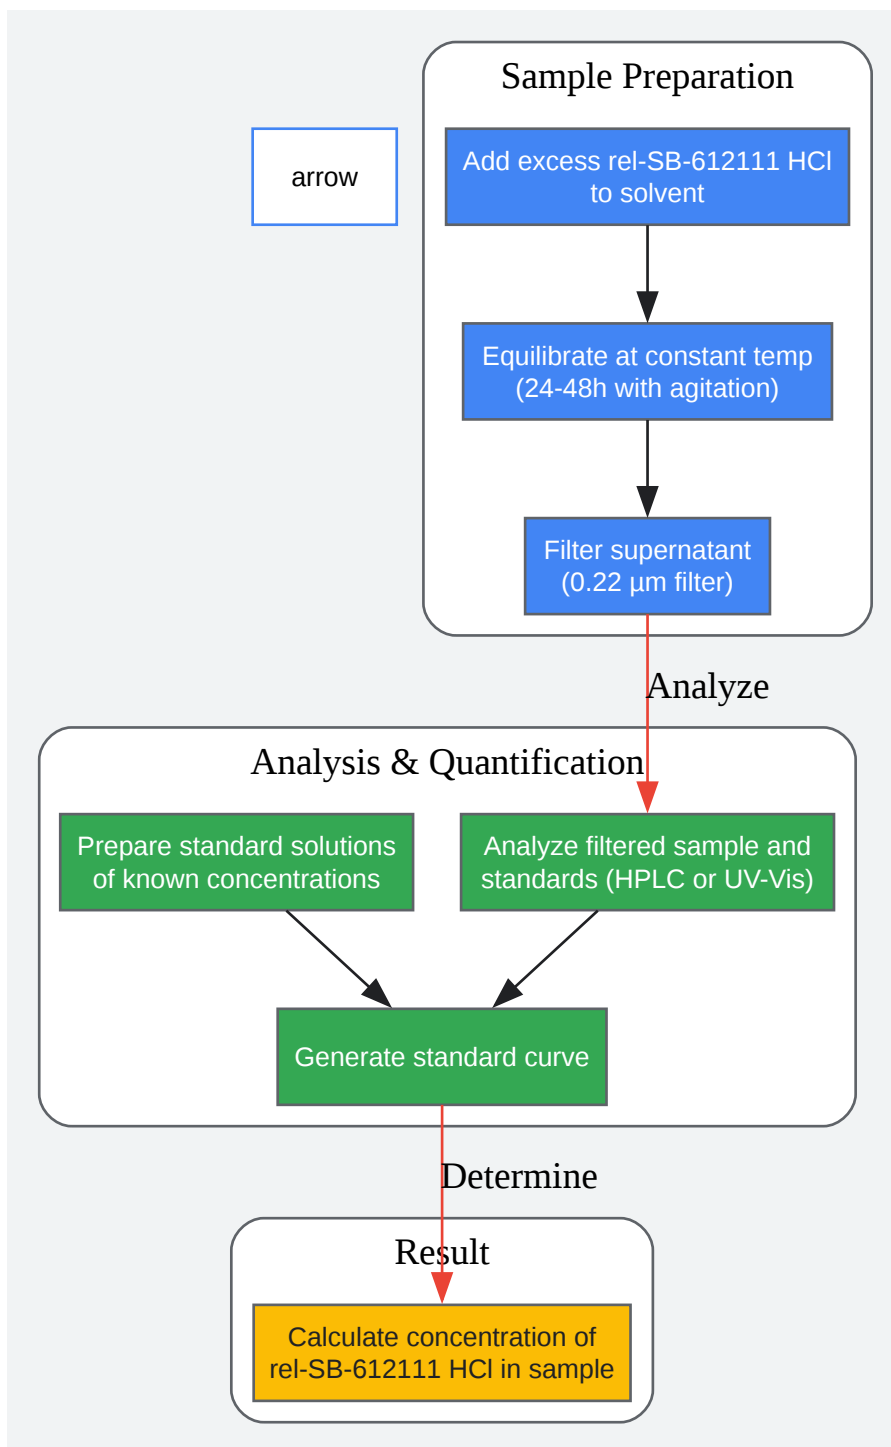 Sample Preparation
arrow
Add excess rel-SB-612111 HCl
to solvent
Equilibrate at constant temp
(24-48h with agitation)
Filter supernatant
(0.22 µm filter)
Analyze
Analysis & Quantification
Prepare standard solutions
of known concentrations
Analyze filtered sample and
standards (HPLC or UV-Vis)
Generate standard curve
Determine
Result
Calculate concentration of
rel-SB-612111 HCl in sample